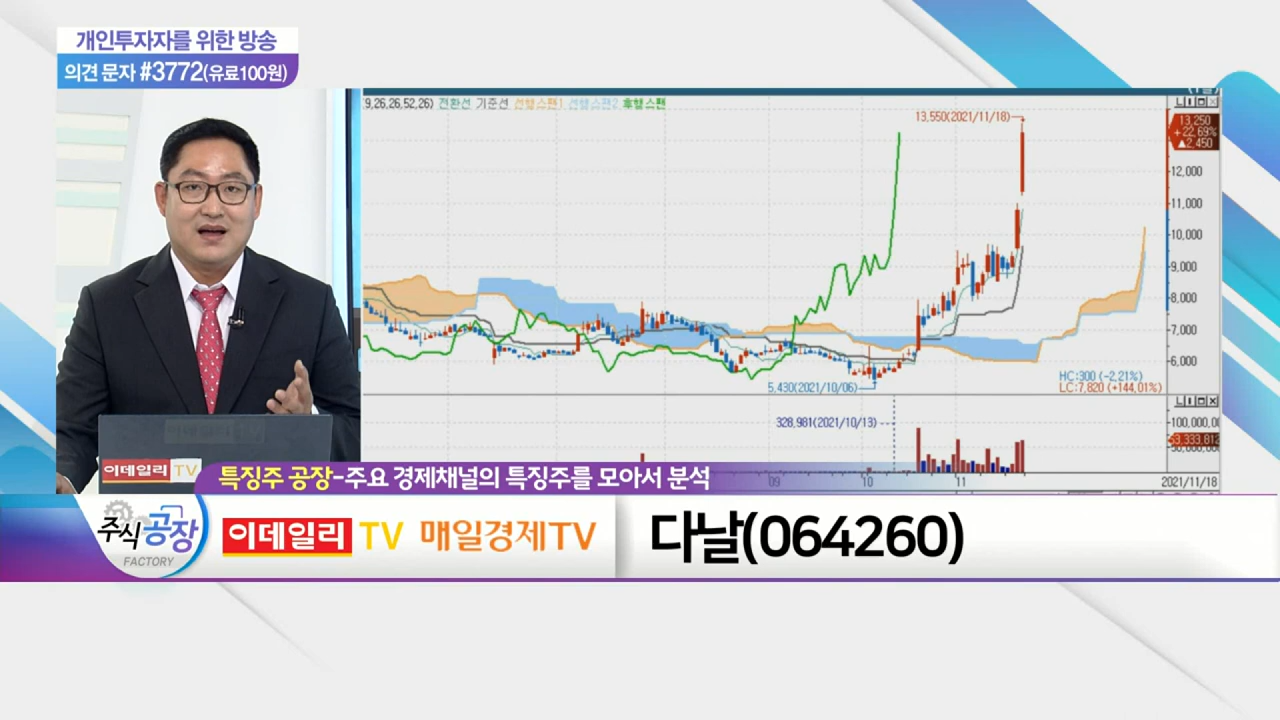 개인투자자를 위한 방송
의견 문자 #3772(유료100원)
9,26,26,52,26) 전환선 기준선 선행스팬1 선행스팬2 후행스팬
13,550(2021/11/18)
13,250
+22,69%
▲2,450
12,000
11,000
10,000
9,000
8,000
7,000
6,000
HC:300 (-2,21%)
LC:7,820 (+144,01%)
5,430(2021/10/06)
328,981(2021/10/13)
100,000,00
53,333,812
09
10
11
2021/11/18
이데일리 TV
특징주 공장-주요 경제채널의 특징주를 모아서 분석
주식공장
FACTORY
이데일리 TV 매일경제TV
다날(064260)